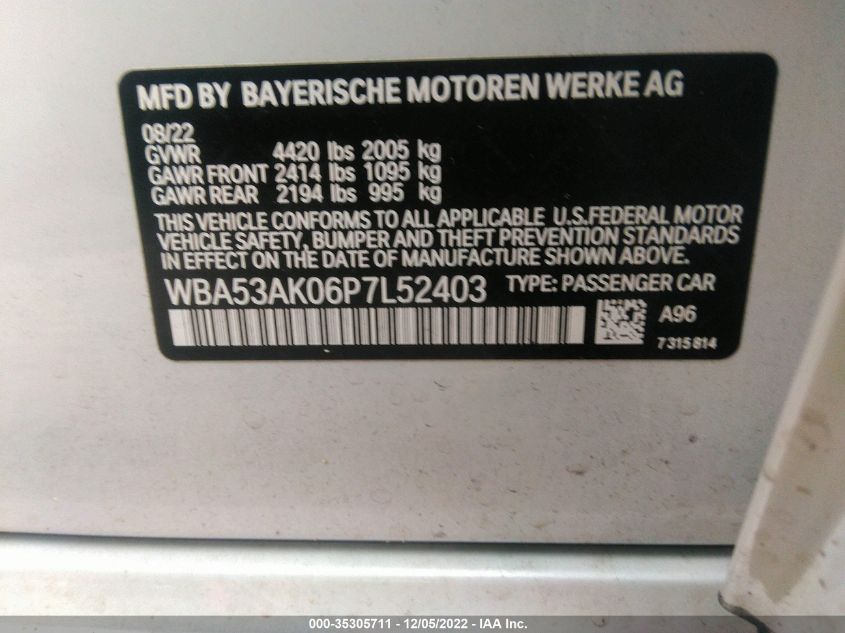 MFD BY BAYERISCHE MOTOREN WERKE AG
08/22
GVWR 4420 lbs 2005 kg
GAWR FRONT 2414 lbs 1095 kg
GAWR REAR 2194 lbs 995 kg
THIS VEHICLE CONFORMS TO ALL APPLICABLE U.S.FEDERAL MOTOR
VEHICLE SAFETY, BUMPER AND THEFT PREVENTION STANDARDS
IN EFFECT ON THE DATE OF MANUFACTURE SHOWN ABOVE.
WBA53AK06P7L52403 TYPE: PASSENGER CAR
A96
7315814
000-35305711 - 12/05/2022 - IAA Inc.